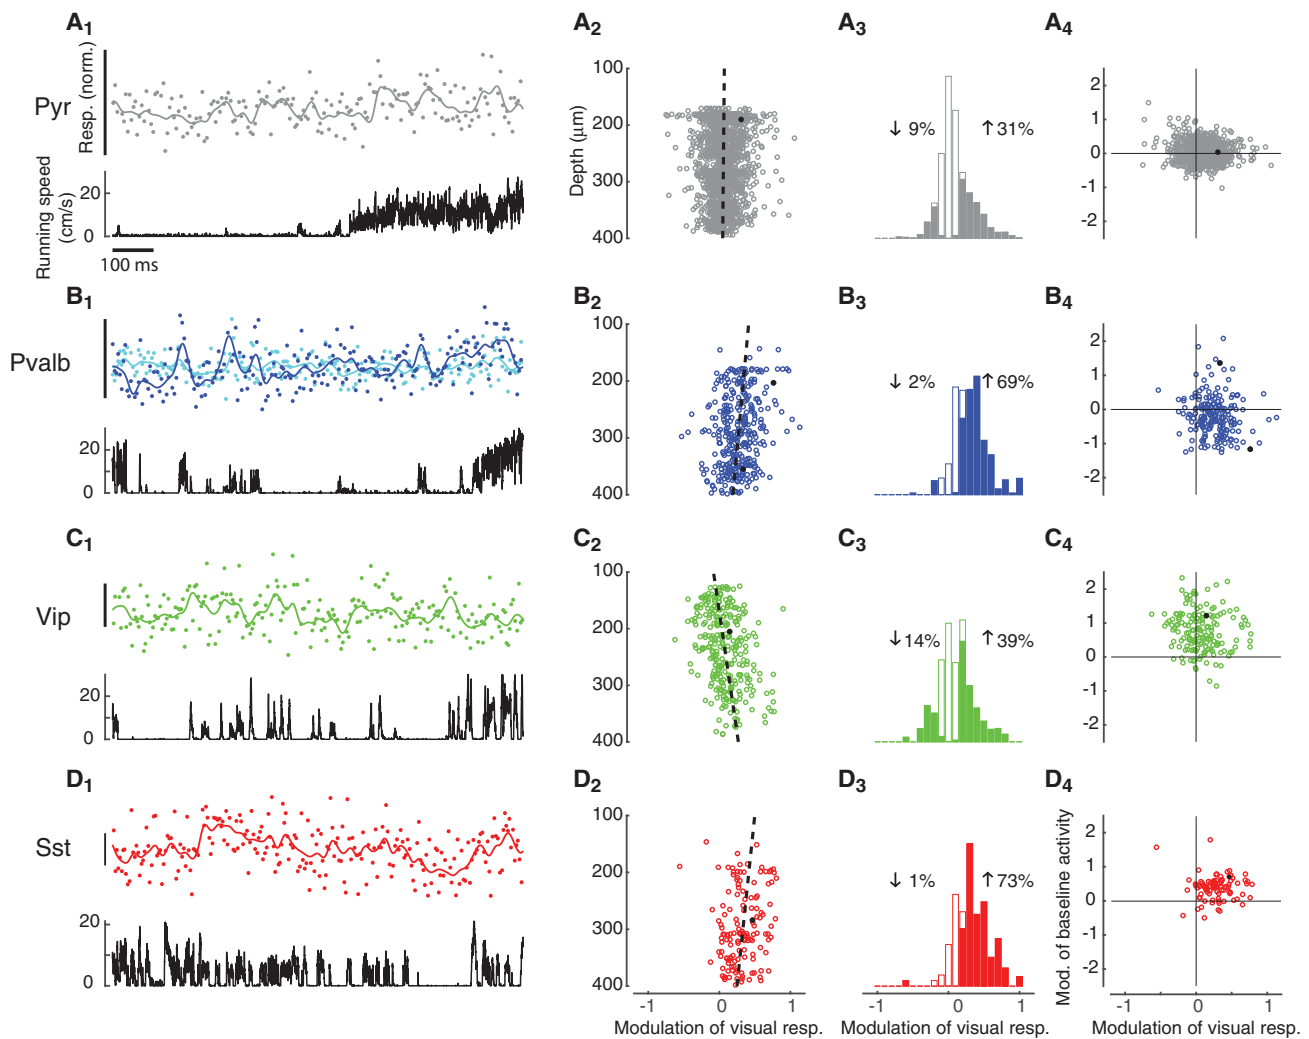 A1
A2
A3
A4
Pyr
Resp. (norm.)
Running speed
(cm/s)
20
0
100 ms
Depth (µm)
100
200
300
400
↓ 9%
↑31%
2
1
0
-1
-2
B1
B2
B3
B4
Pvalb
20
0
100
200
300
400
↓ 2%
↑69%
2
1
0
-1
-2
C1
C2
C3
C4
Vip
20
0
100
200
300
400
↓14%
↑39%
2
1
0
-1
-2
D1
D2
D3
D4
Sst
20
0
100
200
300
400
-1
0
1
Modulation of visual resp.
↓ 1%
↑73%
-1
0
1
Modulation of visual resp.
Mod. of baseline activity
2
1
0
-1
-2
-1
0
1
Modulation of visual resp.